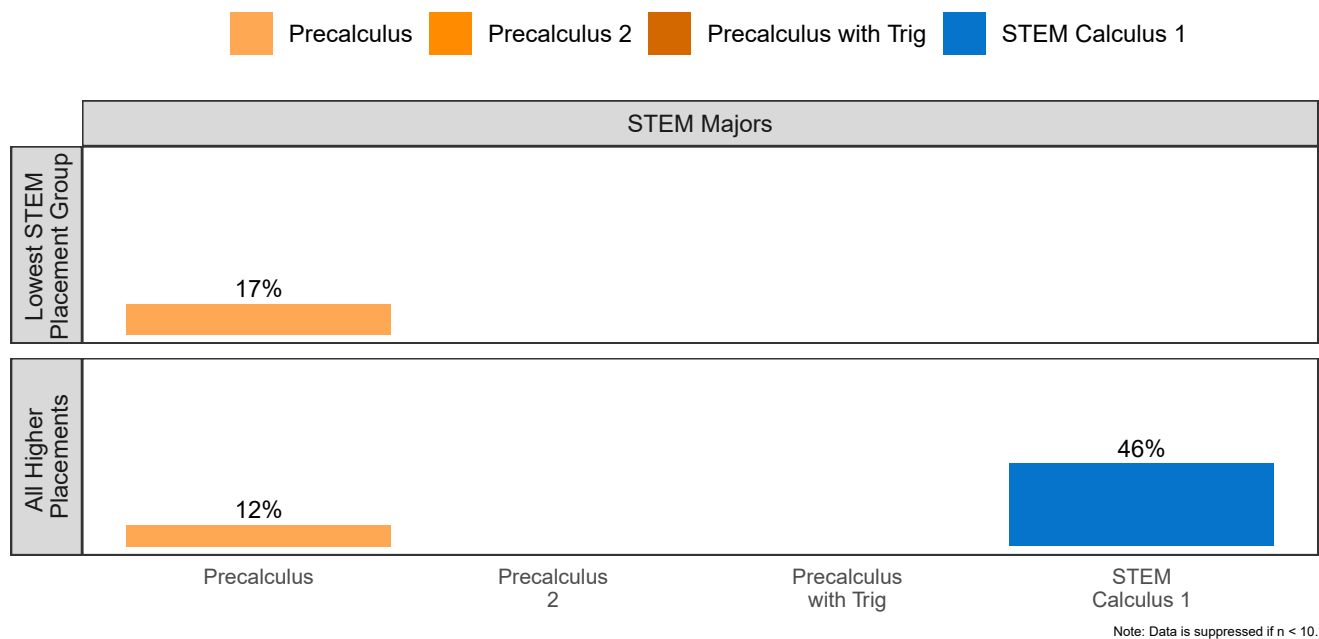 Precalculus
Precalculus 2
Precalculus with Trig
STEM Calculus 1
STEM Majors
Lowest STEM
Placement Group
17%
All Higher
Placements
12%
46%
Precalculus
Precalculus
2
Precalculus
with Trig
STEM
Calculus 1
Note: Data is suppressed if n < 10.